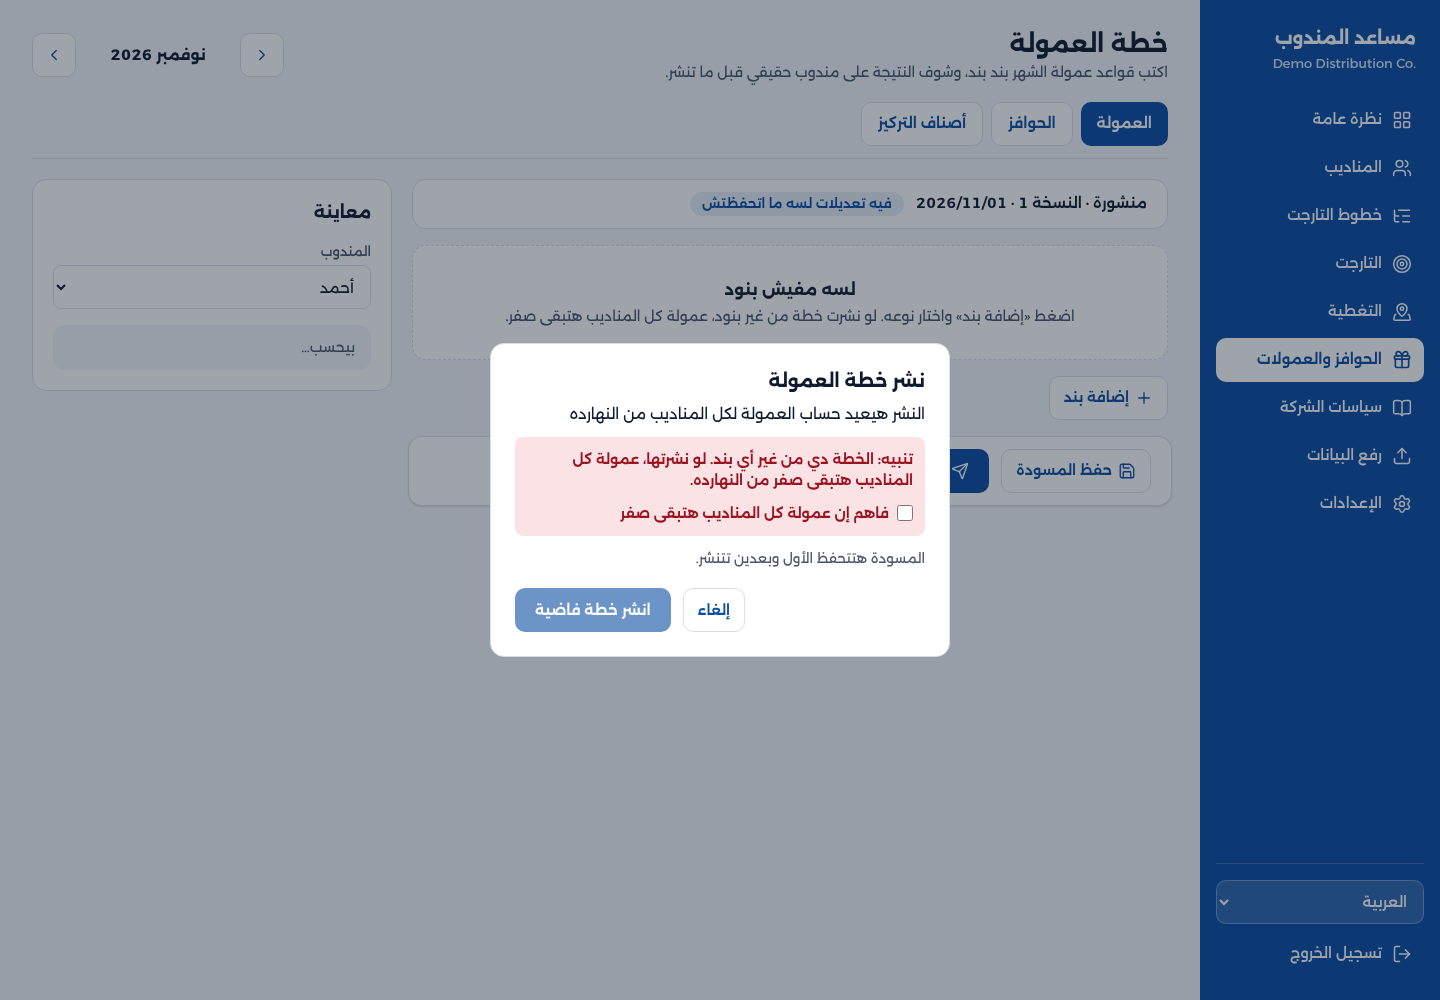 مساعد المندوب
Demo Distribution Co.
نظرة عامة
المناديب
خطوط التارجت
التارجت
التغطية
الحوافز والعمولات
سياسات الشركة
رفع البيانات
الإعدادات
العربية
تسجيل الخروج
خطة العمولة
اكتب قواعد عمولة الشهر بند بند، وشوف النتيجة على مندوب حقيقي قبل ما تنشر.
نوفمبر 2026
العمولة
الحوافز
أصناف التركيز
منشورة · النسخة 1 · 2026/11/01
فيه تعديلات لسه ما اتحفظتش
لسه مفيش بنود
اضغط «إضافة بند» واختار نوعه. لو نشرت خطة من غير بنود، عمولة كل المناديب هتبقى صفر.
إضافة بند
حفظ المسودة
معاينة
المندوب
أحمد
بيحسب...
نشر خطة العمولة
النشر هيعيد حساب العمولة لكل المناديب من النهارده
تنبيه: الخطة دي من غير أي بند. لو نشرتها، عمولة كل
المناديب هتبقى صفر من النهارده.
فاهم إن عمولة كل المناديب هتبقى صفر
المسودة هتتحفظ الأول وبعدين تتنشر.
إلغاء
انشر خطة فاضية